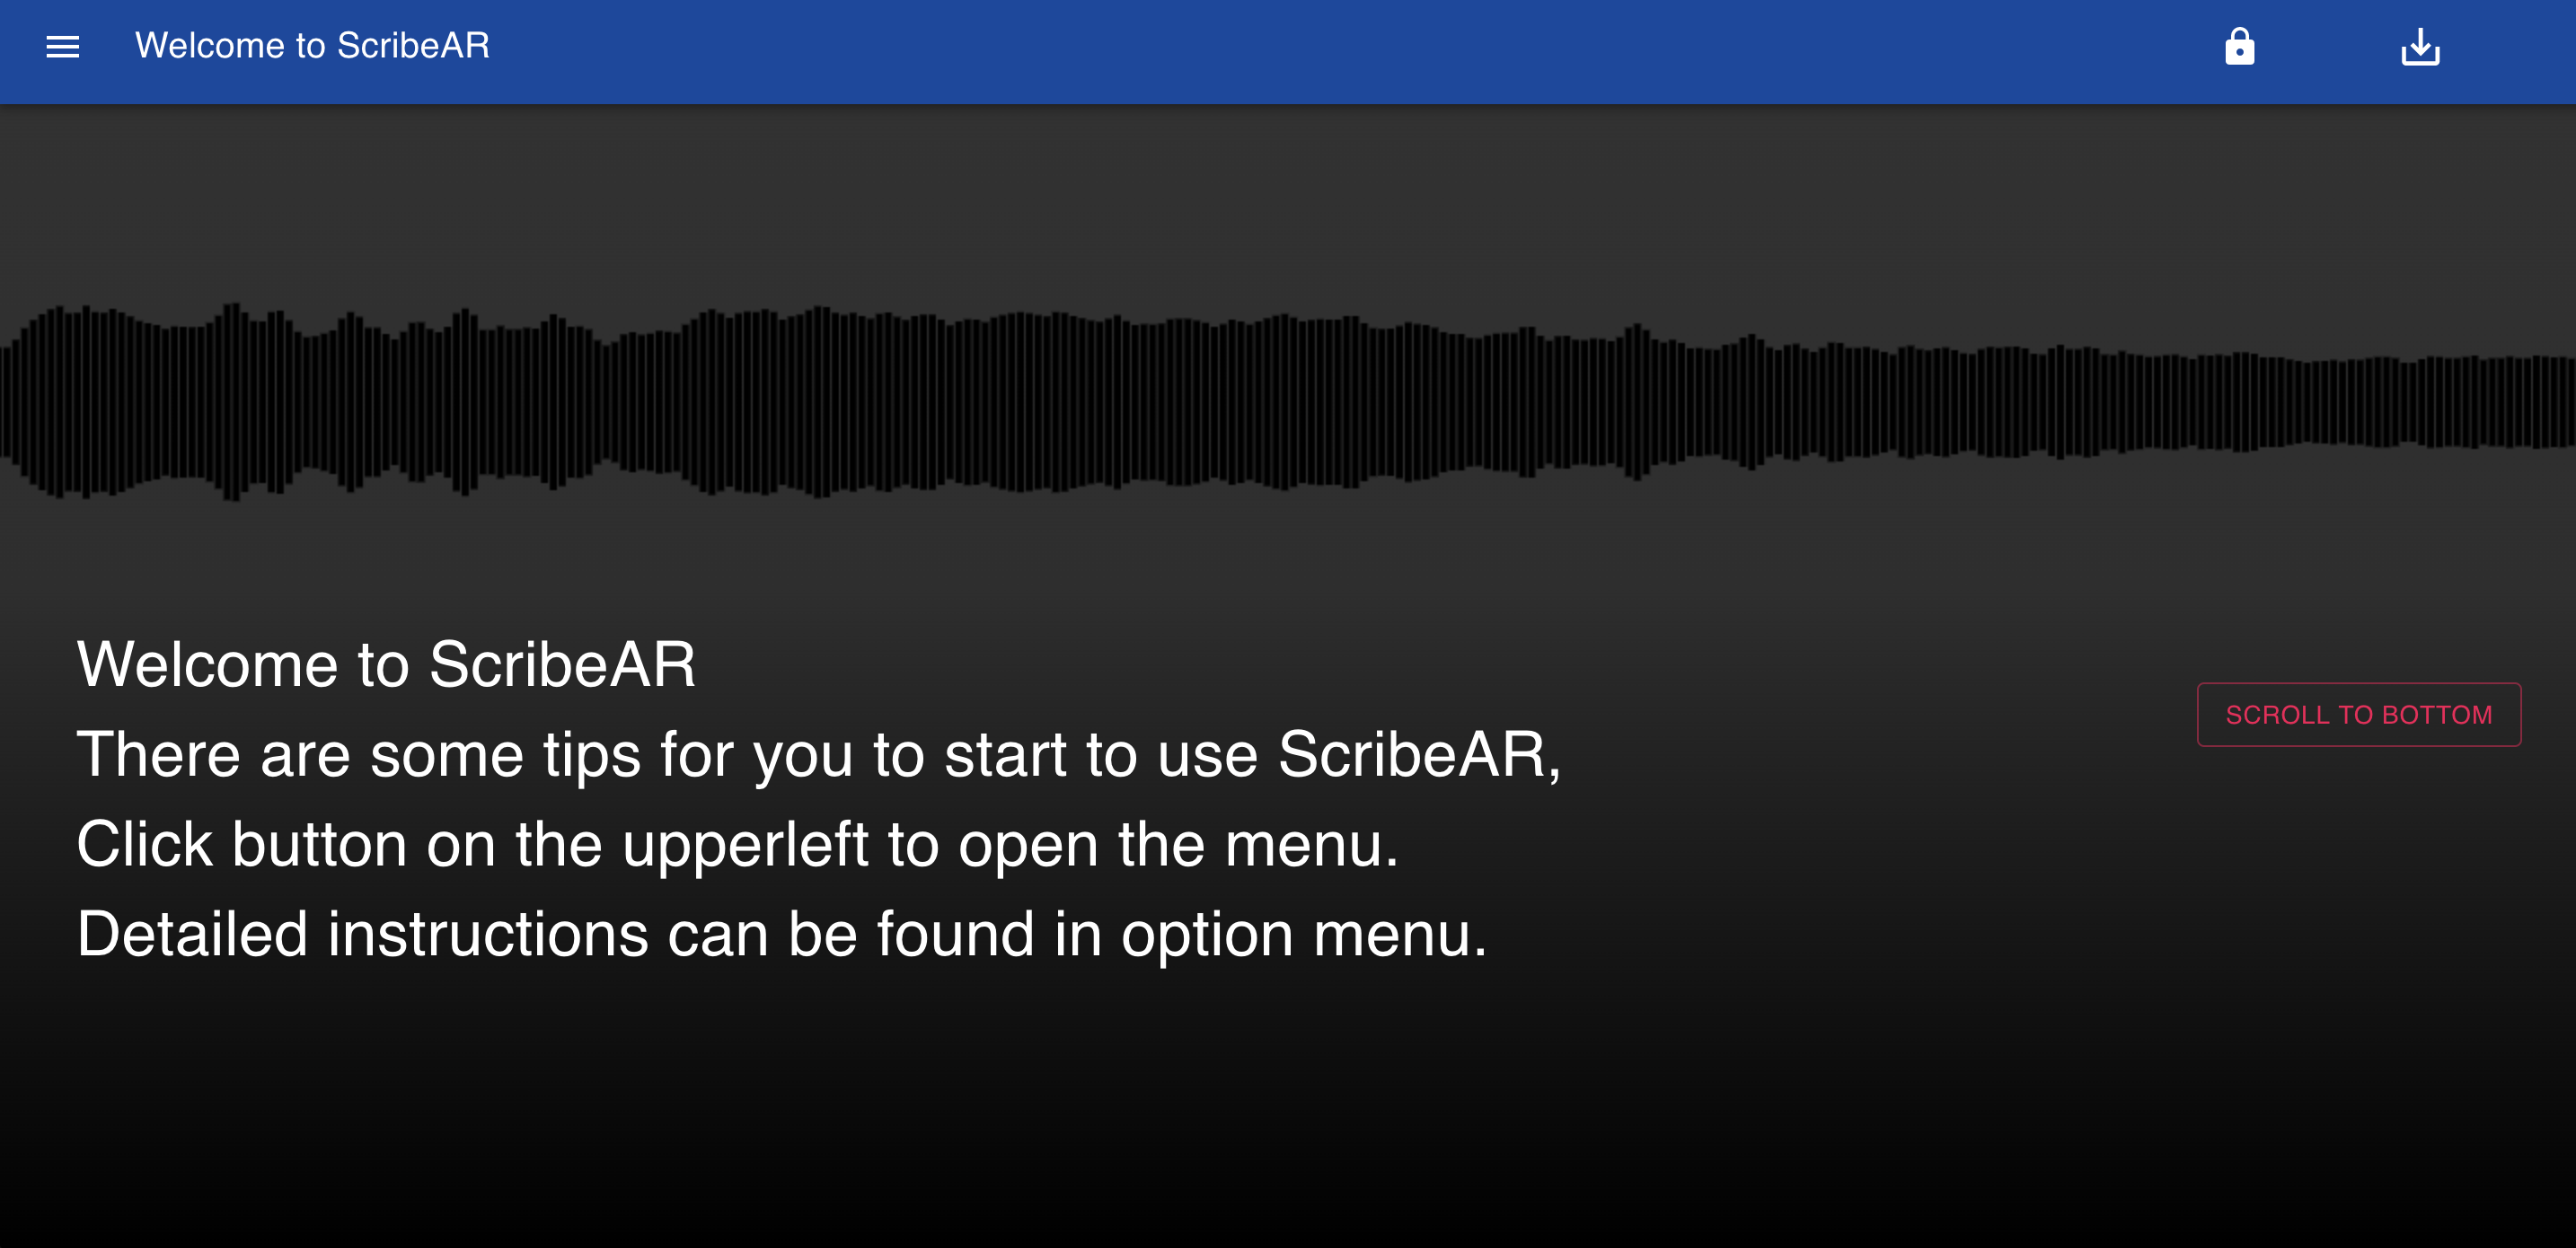 Welcome to ScribeAR
Welcome to ScribeAR
There are some tips for you to start to use ScribeAR,
Click button on the upperleft to open the menu.
Detailed instructions can be found in option menu.
SCROLL TO BOTTOM